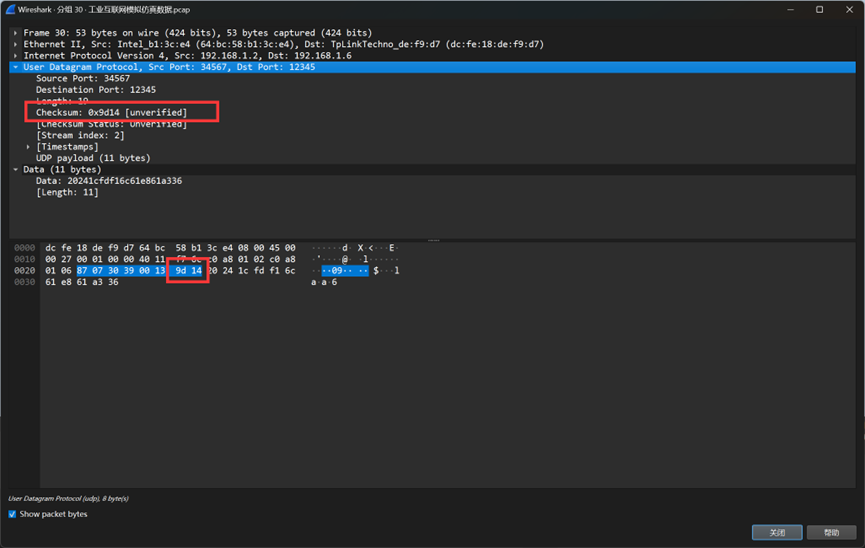 Wireshark · 分组 30 · 工业互联网模拟仿真数据.pcap
Frame 30: 53 bytes on wire (424 bits), 53 bytes captured (424 bits)
Ethernet II, Src: Intel_b1:3c:e4 (64:bc:58:b1:3c:e4), Dst: TpLinkTechno_de:f9:d7 (dc:fe:18:de:f9:d7)
Internet Protocol Version 4, Src: 192.168.1.2, Dst: 192.168.1.6
User Datagram Protocol, Src Port: 34567, Dst Port: 12345
Source Port: 34567
Destination Port: 12345
Length: 19
Checksum: 0x9d14 [unverified]
[Checksum Status: Unverified]
[Stream index: 2]
[Timestamps]
UDP payload (11 bytes)
Data (11 bytes)
Data: 20241cfdf16c61e861a336
[Length: 11]
0000 dc fe 18 de f9 d7 64 bc 58 b1 3c e4 08 00 45 00 ······d·X·<···E·
0010 00 27 00 01 00 00 40 11 c0 a8 01 02 c0 a8 ·'····@··l······
0020 01 06 87 07 30 39 00 13 9d 14 20 24 1c fd f1 6c ····09···· $···l
0030 61 e8 61 a3 36 a·a·6
User Datagram Protocol (udp), 8 byte(s)
Show packet bytes
关闭
帮助